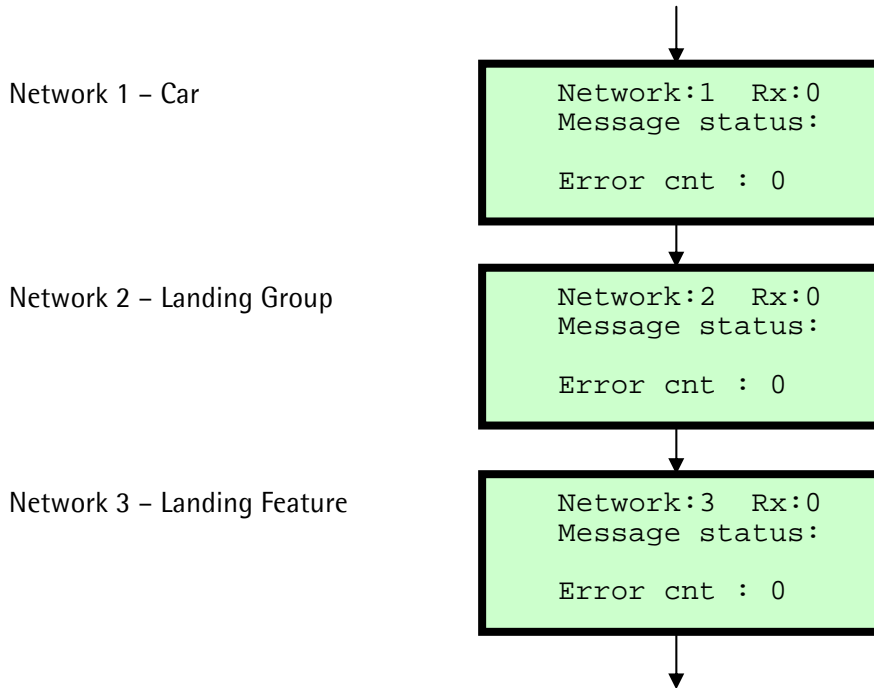 Network 1 – Car
Network:1 Rx:0
Message status:
Error cnt : 0
Network 2 – Landing Group
Network:2 Rx:0
Message status:
Error cnt : 0
Network 3 – Landing Feature
Network:3 Rx:0
Message status:
Error cnt : 0